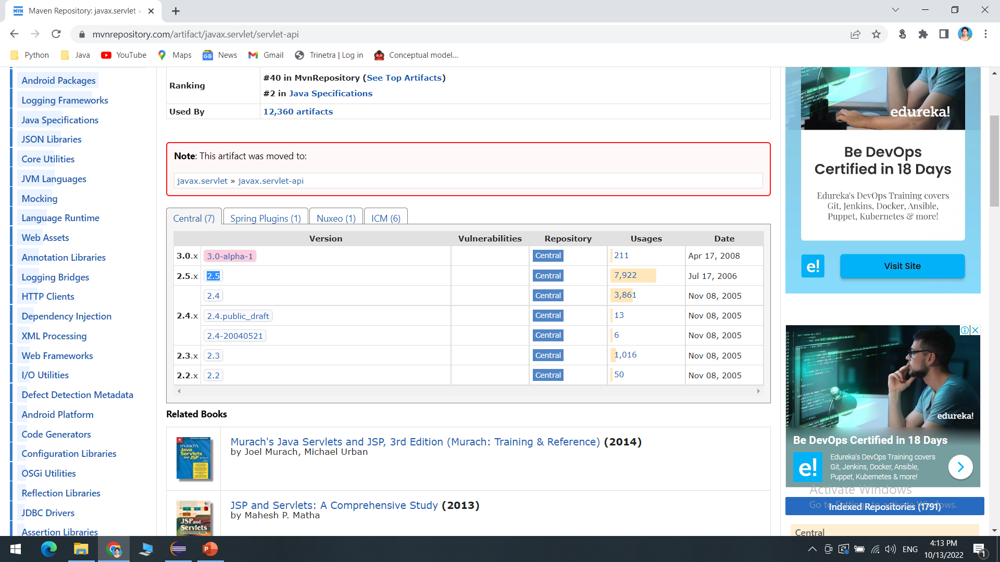 MVN Maven Repository: javax.servlet »
mvnrepository.com/artifact/javax.servlet/servlet-api
Python Java YouTube Maps News Gmail Trinetra | Log in Conceptual model...
Android Packages
Logging Frameworks
Java Specifications
JSON Libraries
Core Utilities
JVM Languages
Mocking
Language Runtime
Web Assets
Annotation Libraries
Logging Bridges
HTTP Clients
Dependency Injection
XML Processing
Web Frameworks
I/O Utilities
Defect Detection Metadata
Android Platform
Code Generators
Configuration Libraries
OSGi Utilities
Reflection Libraries
JDBC Drivers
Assertion Libraries
Ranking
#40 in MvnRepository (See Top Artifacts)
#2 in Java Specifications
Used By 12,360 artifacts
Note: This artifact was moved to:
javax.servlet » javax.servlet-api
Central (7) Spring Plugins (1) Nuxeo (1) ICM (6)
Version Vulnerabilities Repository Usages Date
3.0.x 3.0-alpha-1 Central 211 Apr 17, 2008
2.5.x 2.5 Central 7,922 Jul 17, 2006
2.4 Central 3,861 Nov 08, 2005
2.4.x 2.4.public_draft Central 13 Nov 08, 2005
2.4-20040521 Central 6 Nov 08, 2005
2.3.x 2.3 Central 1,016 Nov 08, 2005
2.2.x 2.2 Central 50 Nov 08, 2005
Related Books
Murach's Java Servlets and JSP, 3rd Edition (Murach: Training & Reference) (2014)
by Joel Murach, Michael Urban
murach's
Java
Servlets
and JSP
JSP and Servlets: A Comprehensive Study (2013)
by Mahesh P. Matha
JSP and
Servlets
edureka!
Be DevOps
Certified in 18 Days
Edureka's DevOps Training covers
Git, Jenkins, Docker, Ansible,
Puppet, Kubernetes & more!
e! Visit Site
edureka!
Be DevOps Certified in 18 Days
e!
Edureka's DevOps Training covers
Git, Jenkins, Docker, Ansible,
Puppet, Kubernetes & more!
Activate Windows
Go to Settings to activate Windows.
Indexed Repositories (1791)
Central
ENG
4:13 PM
10/13/2022
1